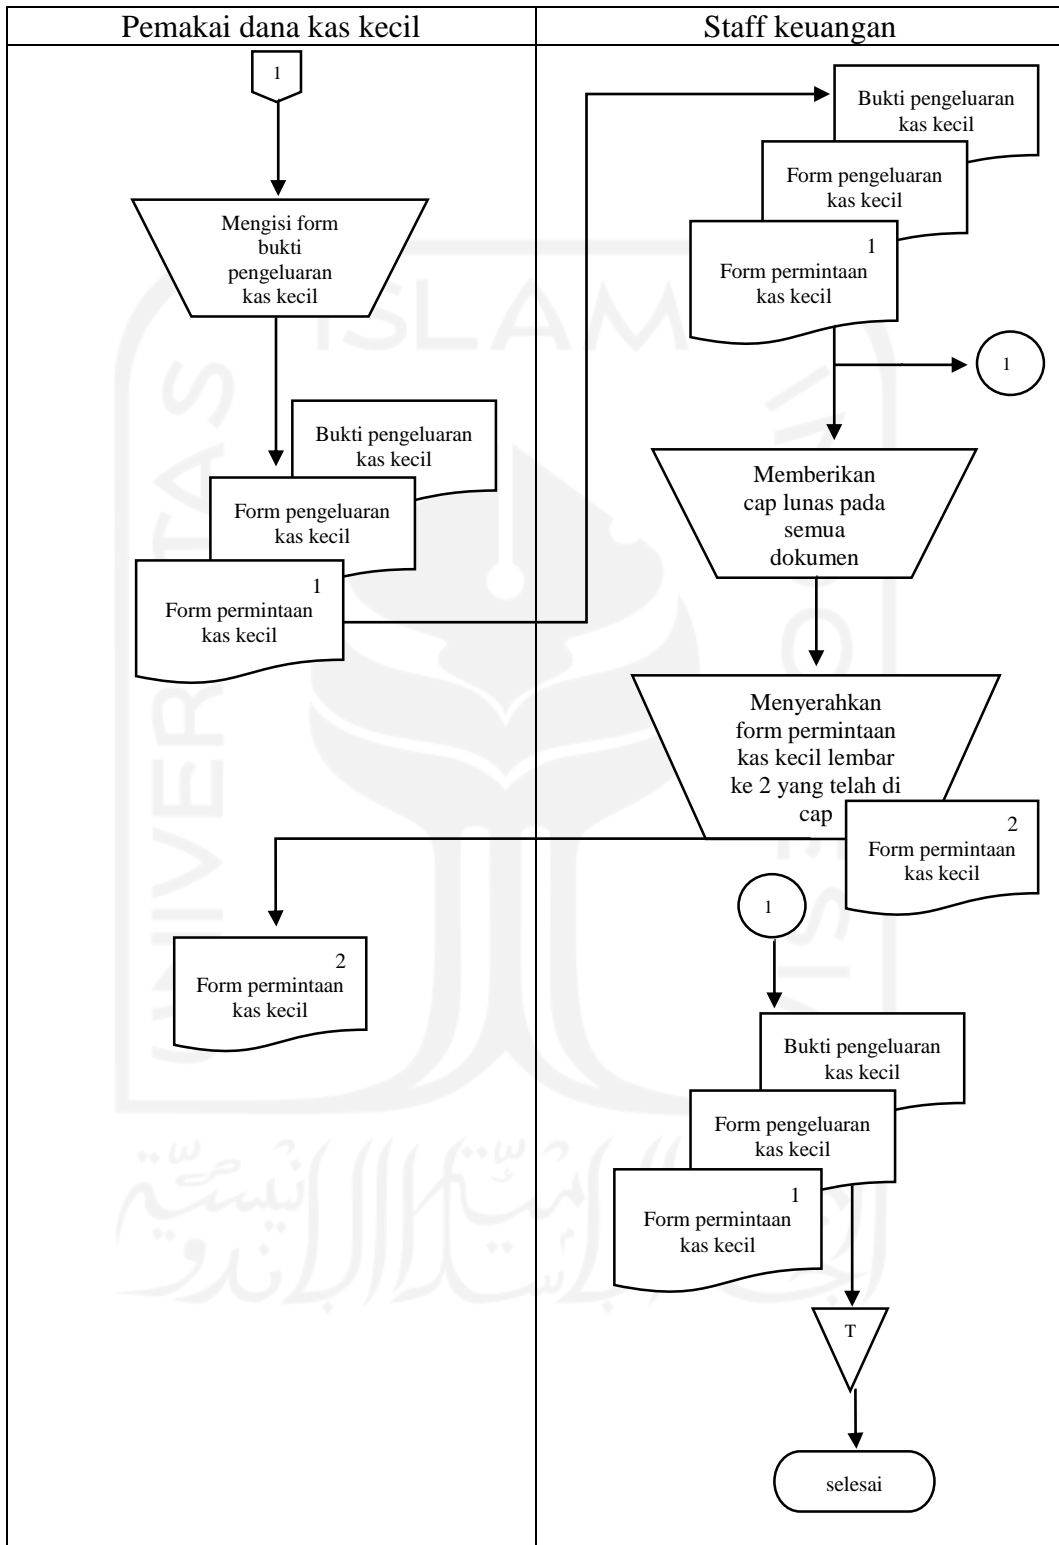 Pemakai dana kas kecil
Staff keuangan
1
Mengisi form
bukti
pengeluaran
kas kecil
Bukti pengeluaran
kas kecil
Form pengeluaran
kas kecil
1
Form permintaan
kas kecil
2
Form permintaan
kas kecil
Bukti pengeluaran
kas kecil
Form pengeluaran
kas kecil
1
Form permintaan
kas kecil
1
Memberikan
cap lunas pada
semua
dokumen
Menyerahkan
form permintaan
kas kecil lembar
ke 2 yang telah di
cap
2
Form permintaan
kas kecil
1
Bukti pengeluaran
kas kecil
Form pengeluaran
kas kecil
1
Form permintaan
kas kecil
T
selesai
UNIVERSITAS
ISLAM